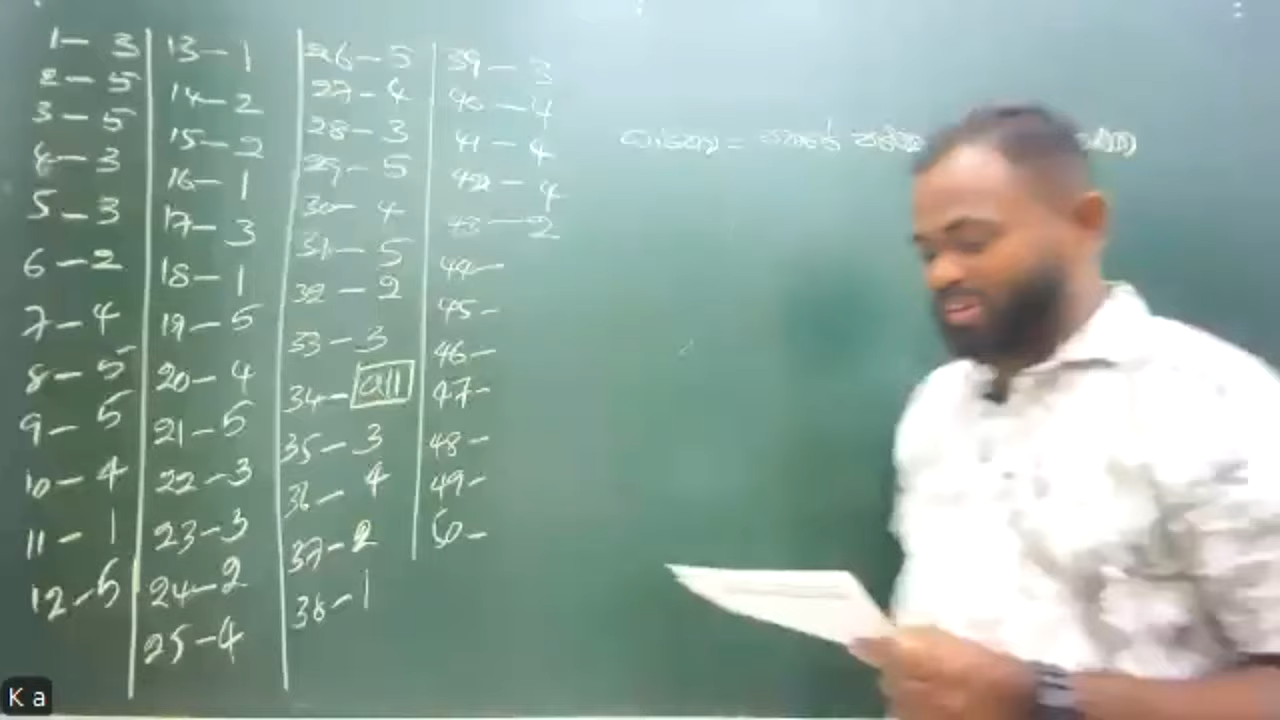 1 - 3
2 - 5
3 - 5
4 - 3
5 - 3
6 - 2
7 - 4
8 - 5
9 - 5
10 - 4
11 - 1
12 - 5
13 - 1
14 - 2
15 - 2
16 - 1
17 - 3
18 - 1
19 - 5
20 - 4
21 - 5
22 - 3
23 - 3
24 - 2
25 - 4
26 - 5
27 - 4
28 - 3
29 - 5
30 - 4
31 - 5
32 - 2
33 - 3
34 - all
35 - 3
36 - 4
37 - 2
38 - 1
39 - 3
40 - 4
41 - 4
42 - 4
43 - 2
44 -
45 -
46 -
47 -
48 -
49 -
50 -
K a